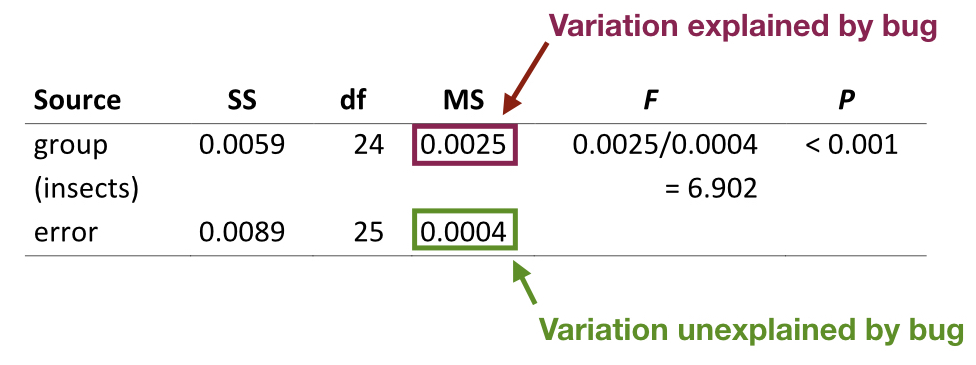 Variation explained by bug
Source SS df MS F P
group 0.0059 24 0.0025 0.0025/0.0004 < 0.001
(insects) = 6.902
error 0.0089 25 0.0004
Variation unexplained by bug